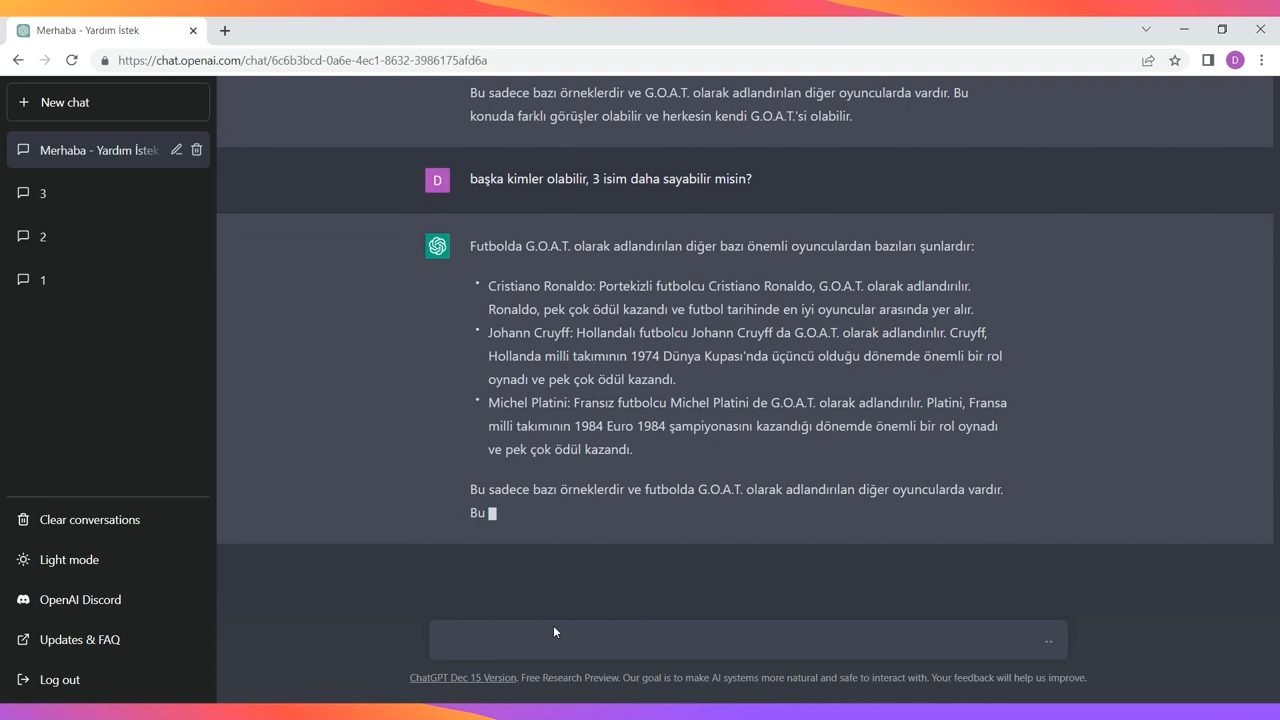 Merhaba - Yardım İstek
https://chat.openai.com/chat/6c6b3bcd-0a6e-4ec1-8632-3986175afd6a
D
New chat
Merhaba - Yardım İstek
3
2
1
Clear conversations
Light mode
OpenAI Discord
Updates & FAQ
Log out
Bu sadece bazı örneklerdir ve G.O.A.T. olarak adlandırılan diğer oyuncularda vardır. Bu
konuda farklı görüşler olabilir ve herkesin kendi G.O.A.T.'si olabilir.
D
başka kimler olabilir, 3 isim daha sayabilir misin?
Futbolda G.O.A.T. olarak adlandırılan diğer bazı önemli oyunculardan bazıları şunlardır:
• Cristiano Ronaldo: Portekizli futbolcu Cristiano Ronaldo, G.O.A.T. olarak adlandırılır.
Ronaldo, pek çok ödül kazandı ve futbol tarihinde en iyi oyuncular arasında yer alır.
• Johann Cruyff: Hollandalı futbolcu Johann Cruyff da G.O.A.T. olarak adlandırılır. Cruyff,
Hollanda milli takımının 1974 Dünya Kupası'nda üçüncü olduğu dönemde önemli bir rol
oynadı ve pek çok ödül kazandı.
• Michel Platini: Fransız futbolcu Michel Platini de G.O.A.T. olarak adlandırılır. Platini, Fransa
milli takımının 1984 Euro 1984 şampiyonasını kazandığı dönemde önemli bir rol oynadı
ve pek çok ödül kazandı.
Bu sadece bazı örneklerdir ve futbolda G.O.A.T. olarak adlandırılan diğer oyuncularda vardır.
Bu
ChatGPT Dec 15 Version. Free Research Preview. Our goal is to make AI systems more natural and safe to interact with. Your feedback will help us improve.